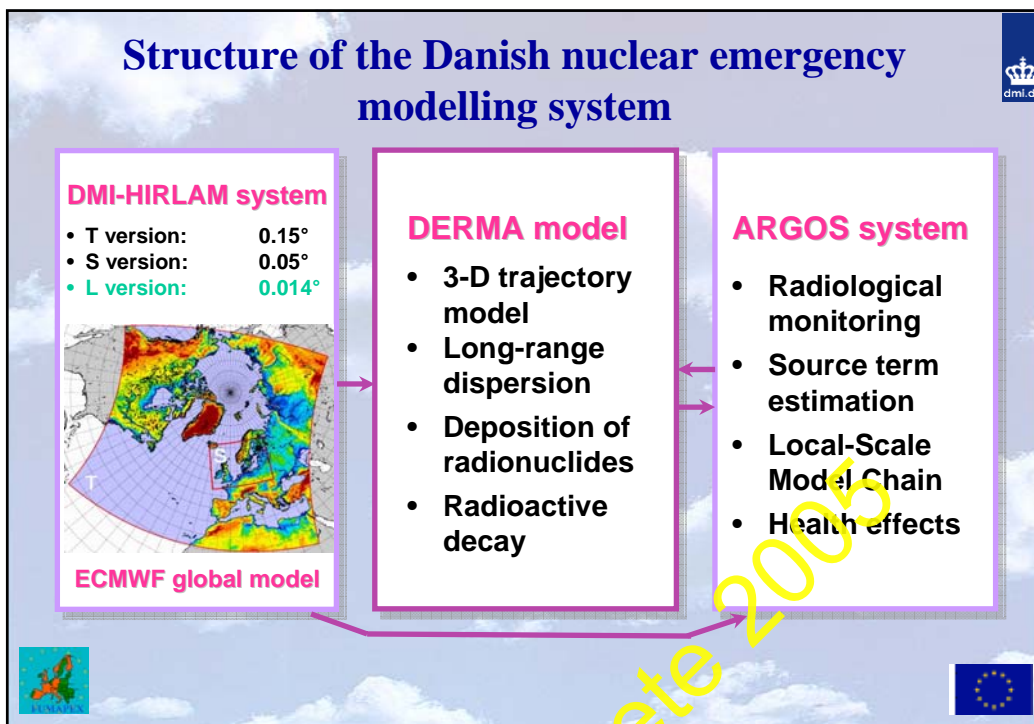 Structure of the Danish nuclear emergency
modelling system
dmi.d
DMI-HIRLAM system
• T version: 0.15°
• S version: 0.05°
• L version: 0.014°
T
S
ECMWF global model
DERMA model
• 3-D trajectory
model
• Long-range
dispersion
• Deposition of
radionuclides
• Radioactive
decay
ARGOS system
• Radiological
monitoring
• Source term
estimation
• Local-Scale
Model Chain
• Health effects
ete 2005
FUMAPEX